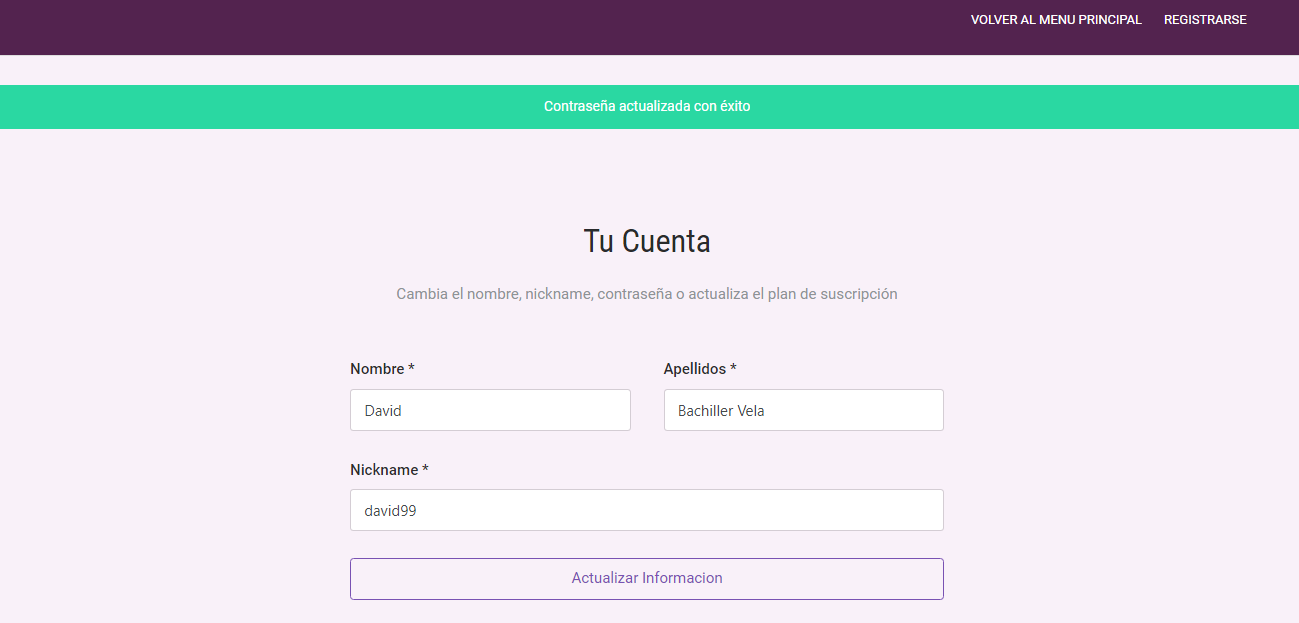 VOLVER AL MENU PRINCIPAL REGISTRARSE
Contraseña actualizada con éxito
Tu Cuenta
Cambia el nombre, nickname, contraseña o actualiza el plan de suscripción
Nombre * Apellidos *
David Bachiller Vela
Nickname *
david99
Actualizar Informacion